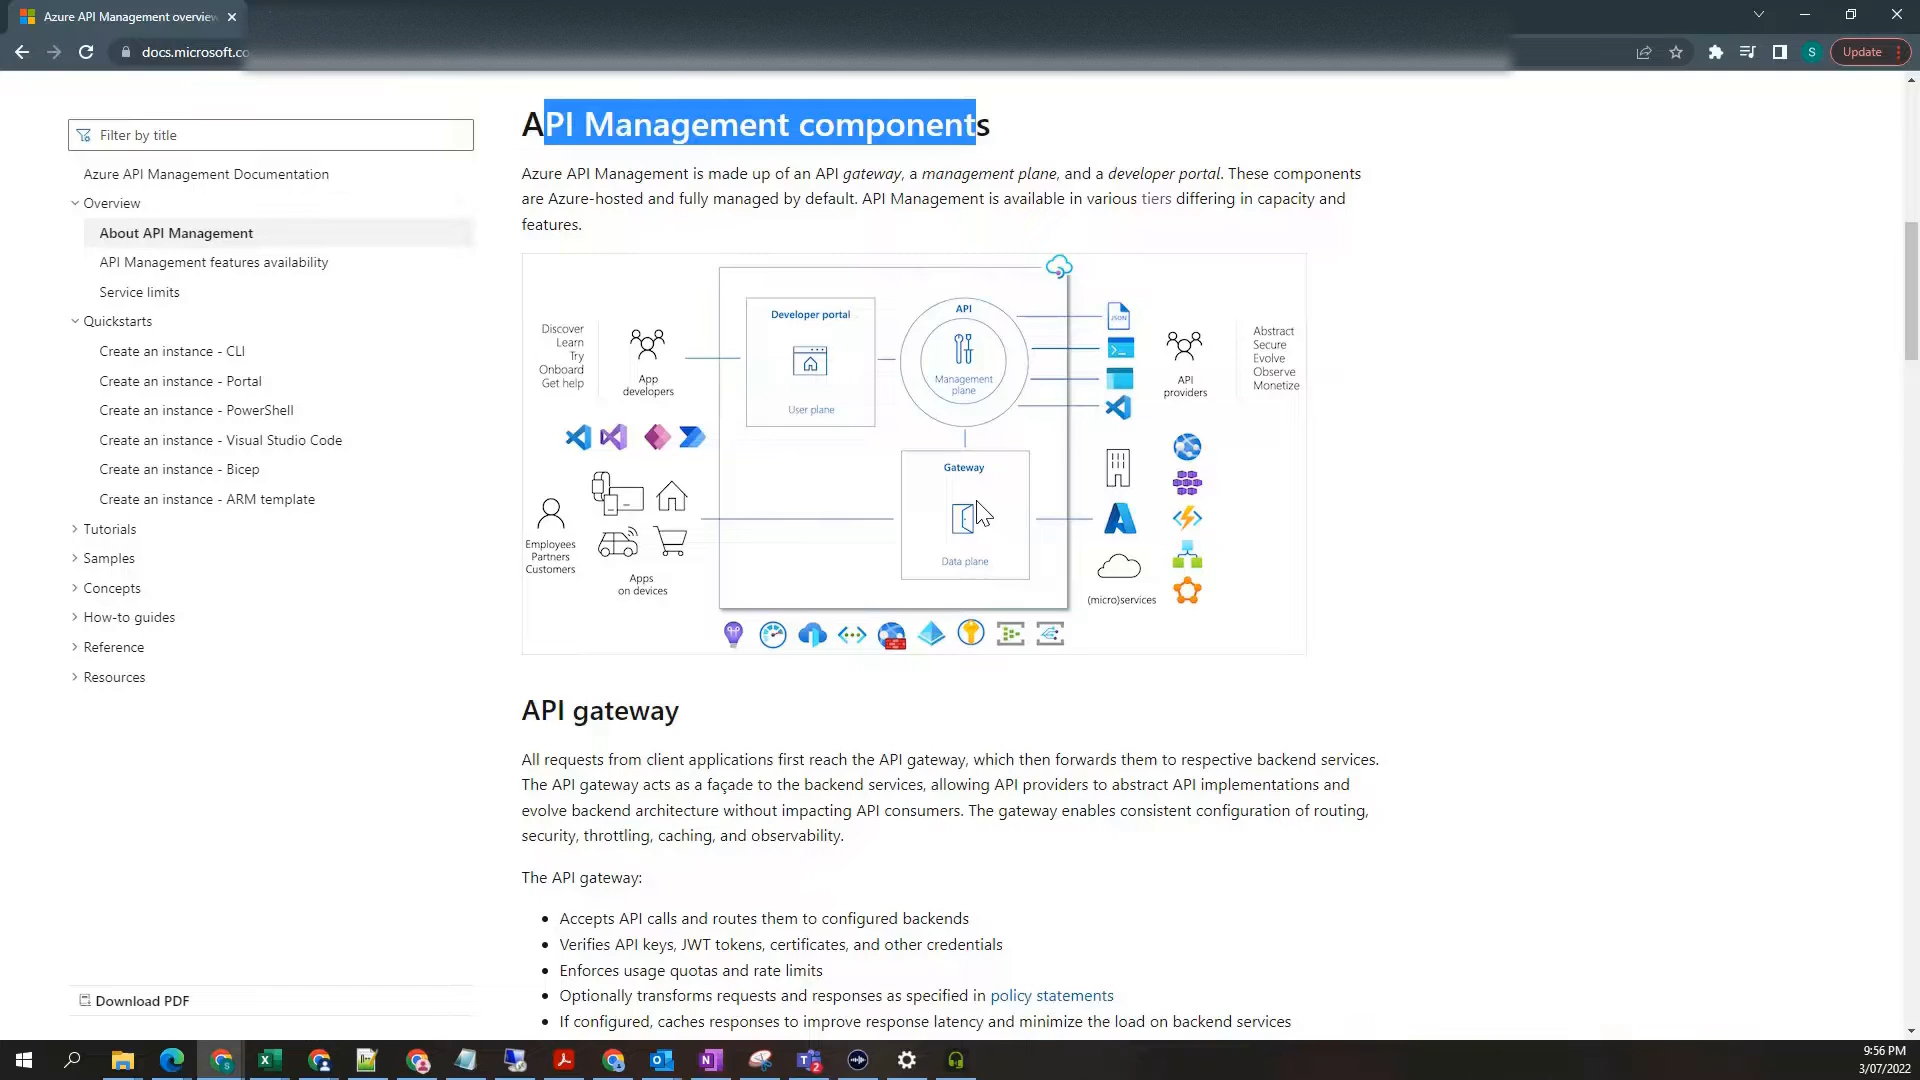 Azure API Management overview
docs.microsoft.co
S
Update
Filter by title
Azure API Management Documentation
Overview
About API Management
API Management features availability
Service limits
Quickstarts
Create an instance - CLI
Create an instance - Portal
Create an instance - PowerShell
Create an instance - Visual Studio Code
Create an instance - Bicep
Create an instance - ARM template
Tutorials
Samples
Concepts
How-to guides
Reference
Resources
Download PDF
API Management components
Azure API Management is made up of an API gateway, a management plane, and a developer portal. These components
are Azure-hosted and fully managed by default. API Management is available in various tiers differing in capacity and
features.
Discover
Learn
Try
Onboard
Get help
App
developers
Developer portal
User plane
API
Management
plane
JSON
API
providers
Abstract
Secure
Evolve
Observe
Monetize
Employees
Partners
Customers
Apps
on devices
Gateway
Data plane
(micro)services
API gateway
All requests from client applications first reach the API gateway, which then forwards them to respective backend services.
The API gateway acts as a façade to the backend services, allowing API providers to abstract API implementations and
evolve backend architecture without impacting API consumers. The gateway enables consistent configuration of routing,
security, throttling, caching, and observability.
The API gateway:
• Accepts API calls and routes them to configured backends
• Verifies API keys, JWT tokens, certificates, and other credentials
• Enforces usage quotas and rate limits
• Optionally transforms requests and responses as specified in policy statements
• If configured, caches responses to improve response latency and minimize the load on backend services
9:56 PM
3/07/2022